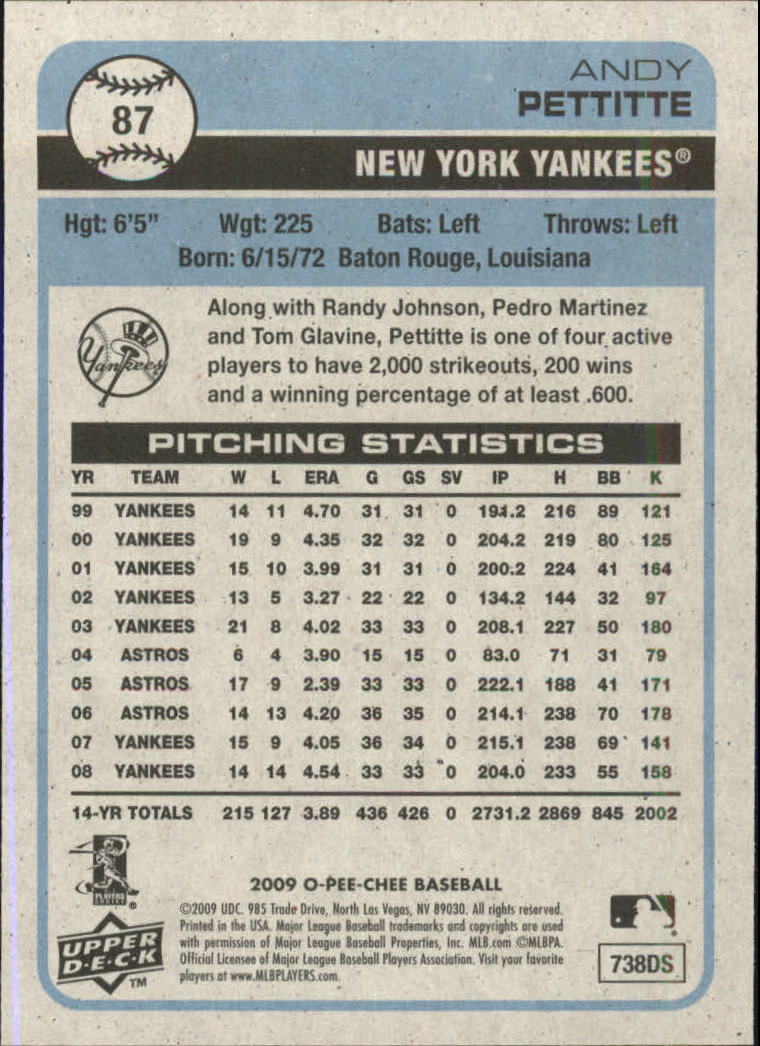 87
ANDY
PETTITTE
NEW YORK YANKEES®
Hgt: 6'5" Wgt: 225 Bats: Left Throws: Left
Born: 6/15/72 Baton Rouge, Louisiana
Yankees
Along with Randy Johnson, Pedro Martinez
and Tom Glavine, Pettitte is one of four active
players to have 2,000 strikeouts, 200 wins
and a winning percentage of at least .600.
PITCHING STATISTICS
YR TEAM W L ERA G GS SV IP H BB K
99 YANKEES 14 11 4.70 31 31 0 191.2 216 89 121
00 YANKEES 19 9 4.35 32 32 0 204.2 219 80 125
01 YANKEES 15 10 3.99 31 31 0 200.2 224 41 164
02 YANKEES 13 5 3.27 22 22 0 134.2 144 32 97
03 YANKEES 21 8 4.02 33 33 0 208.1 227 50 180
04 ASTROS 6 4 3.90 15 15 0 83.0 71 31 79
05 ASTROS 17 9 2.39 33 33 0 222.1 188 41 171
06 ASTROS 14 13 4.20 36 35 0 214.1 238 70 178
07 YANKEES 15 9 4.05 36 34 0 215.1 238 69 141
08 YANKEES 14 14 4.54 33 33 0 204.0 233 55 158
14-YR TOTALS 215 127 3.89 436 426 0 2731.2 2869 845 2002
PLAYERS
CHOICE
®
2009 O-PEE-CHEE BASEBALL
©2009 UDC. 985 Trade Drive, North Las Vegas, NV 89030. All rights reserved.
Printed in the USA. Major League Baseball trademarks and copyrights are used
with permission of Major League Baseball Properties, Inc. MLB.com ©MLBPA.
Official Licensee of Major League Baseball Players Association. Visit your favorite
players at www.MLBPLAYERS.com.
UPPER
D·E·C·K
TM
738DS